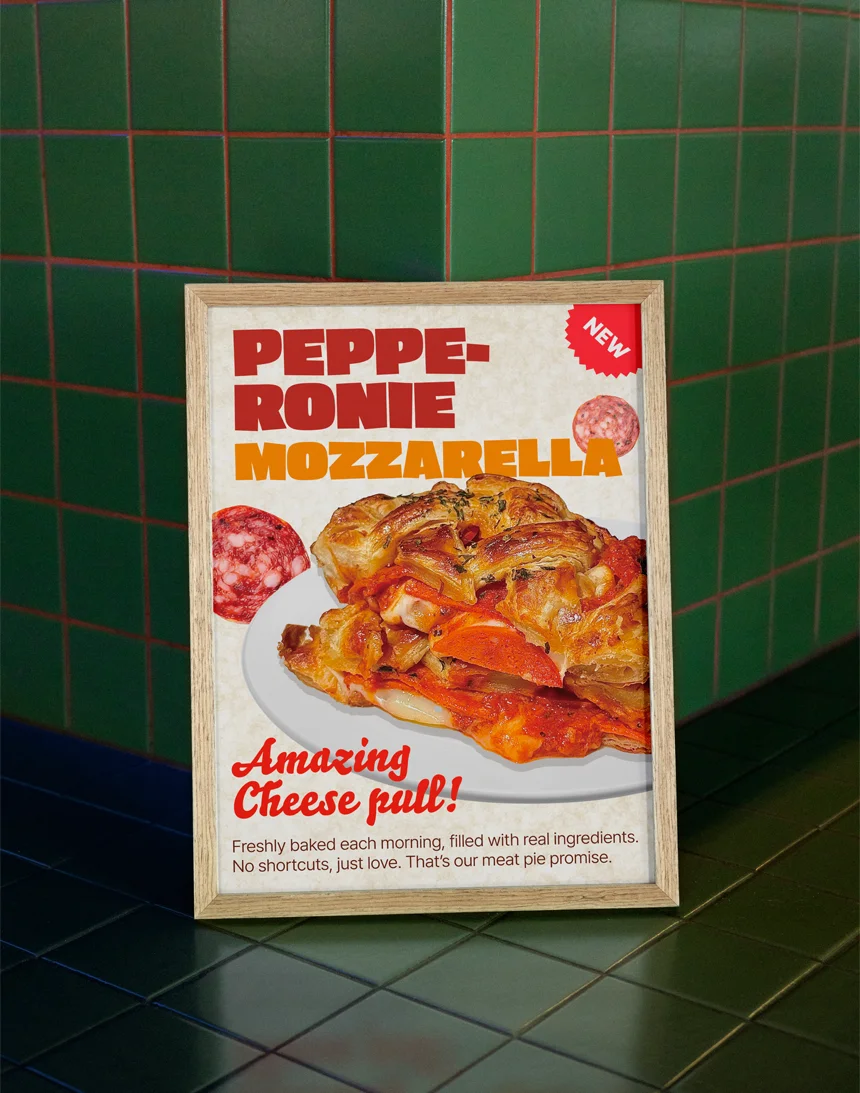 PEPPE-
RONIE
NEW
MOZZARELLA
Amazing
Cheese pull!
Freshly baked each morning, filled with real ingredients.
No shortcuts, just love. That's our meat pie promise.